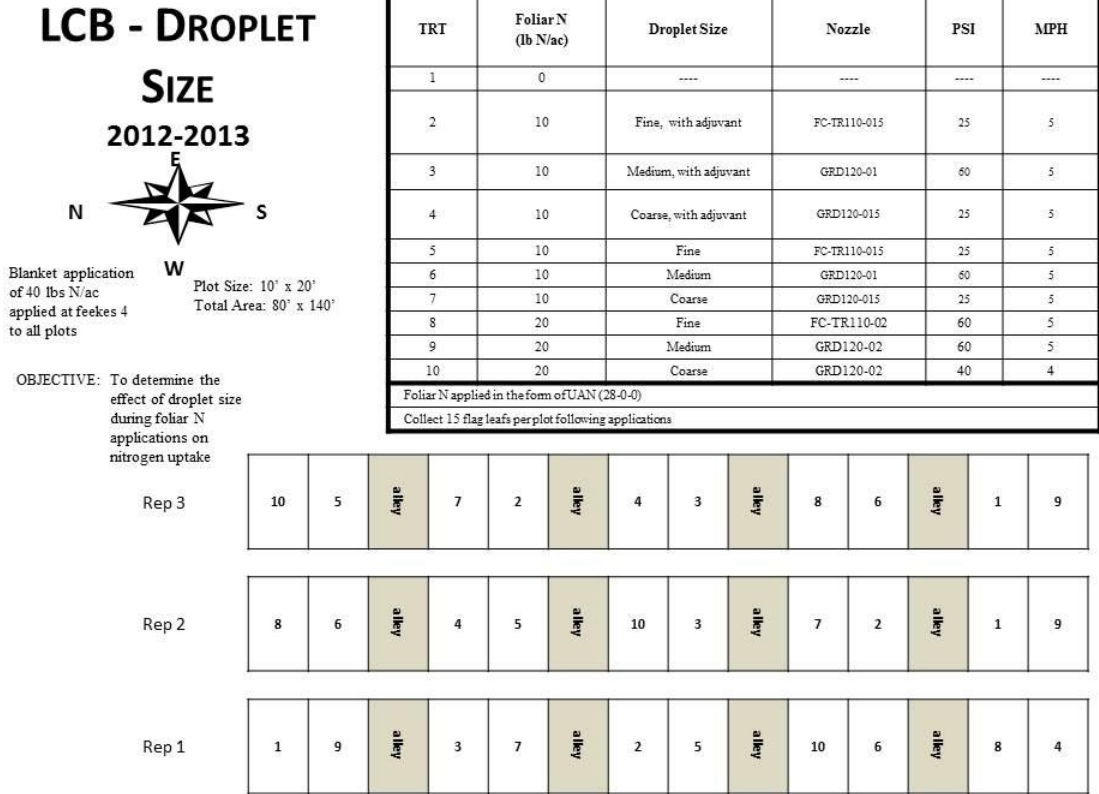 LCB - DROPLET
SIZE
2012-2013
E
N S
W
Blanket application
of 40 lbs N/ac
applied at feekes 4
to all plots
Plot Size: 10’ x 20’
Total Area: 80’ x 140’
OBJECTIVE: To determine the
effect of droplet size
during foliar N
applications on
nitrogen uptake
TRT Foliar N (lb N/ac) Droplet Size Nozzle PSI MPH
1 0 ---- ---- ---- ----
2 10 Fine, with adjuvant FC-TR110-015 25 5
3 10 Medium, with adjuvant GRD120-01 60 5
4 10 Coarse, with adjuvant GRD120-015 25 5
5 10 Fine FC-TR110-015 25 5
6 10 Medium GRD120-01 60 5
7 10 Coarse GRD120-015 25 5
8 20 Fine FC-TR110-02 60 5
9 20 Medium GRD120-02 60 5
10 20 Coarse GRD120-02 40 4
Foliar N applied in the form of UAN (28-0-0)
Collect 15 flag leafs per plot following applications
Rep 3 10 5 alley 7 2 alley 4 3 alley 8 6 alley 1 9
Rep 2 8 6 alley 4 5 alley 10 3 alley 7 2 alley 1 9
Rep 1 1 9 alley 3 7 alley 2 5 alley 10 6 alley 8 4